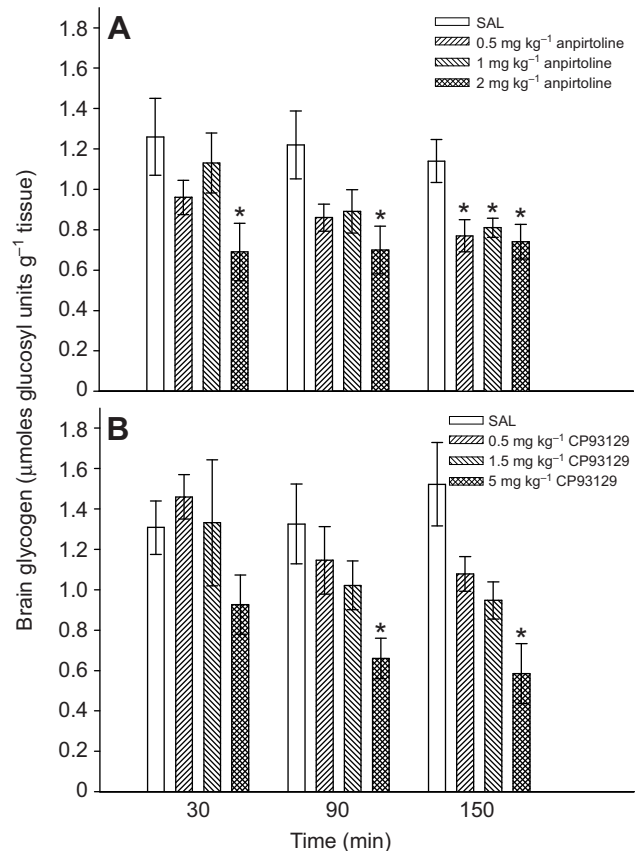 A
SAL
0.5 mg kg⁻¹ anpirtoline
1 mg kg⁻¹ anpirtoline
2 mg kg⁻¹ anpirtoline
1.8
1.6
1.4
1.2
1.0
0.8
0.6
0.4
0.2
0
* * * * *
B
SAL
0.5 mg kg⁻¹ CP93129
1.5 mg kg⁻¹ CP93129
5 mg kg⁻¹ CP93129
1.8
1.6
1.4
1.2
1.0
0.8
0.6
0.4
0.2
0
* *
Brain glycogen (μmoles glucosyl units g⁻¹ tissue)
30 90 150
Time (min)